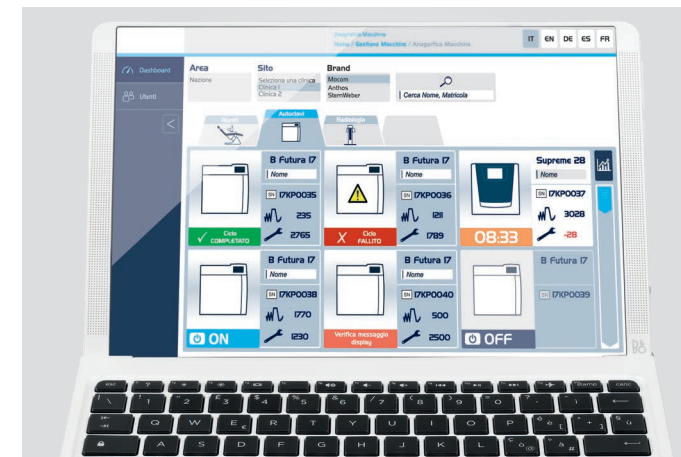 Anagrafica Macchine
Home / Gestione Macchine / Anagrafica Macchine
IT EN DE ES FR
Dashboard
Utenti
Area
Nazione
Sito
Seleziona una clinica
Clinica 1
Clinica 2
Brand
Mocom
Anthos
SternWeber
Cerca Nome, Matricola
Riuniti
Autoclavi
Radiologia
B Futura 17
Nome
SN 17KP0035
235
2765
Ciclo
COMPLETATO
B Futura 17
Nome
SN 17KP0036
1211
1789
Ciclo
FALLITO
Supreme 28
Nome
SN 17KP0037
3028
-28
08:33
B Futura 17
Nome
SN 17KP0038
1770
1230
ON
B Futura 17
Nome
SN 17KP0040
500
2500
Verifica messaggio
display
B Futura 17
SN 17KP0039
OFF
esc
stamp canc
Q W E R T Y U I O P
A S D F G H J K L